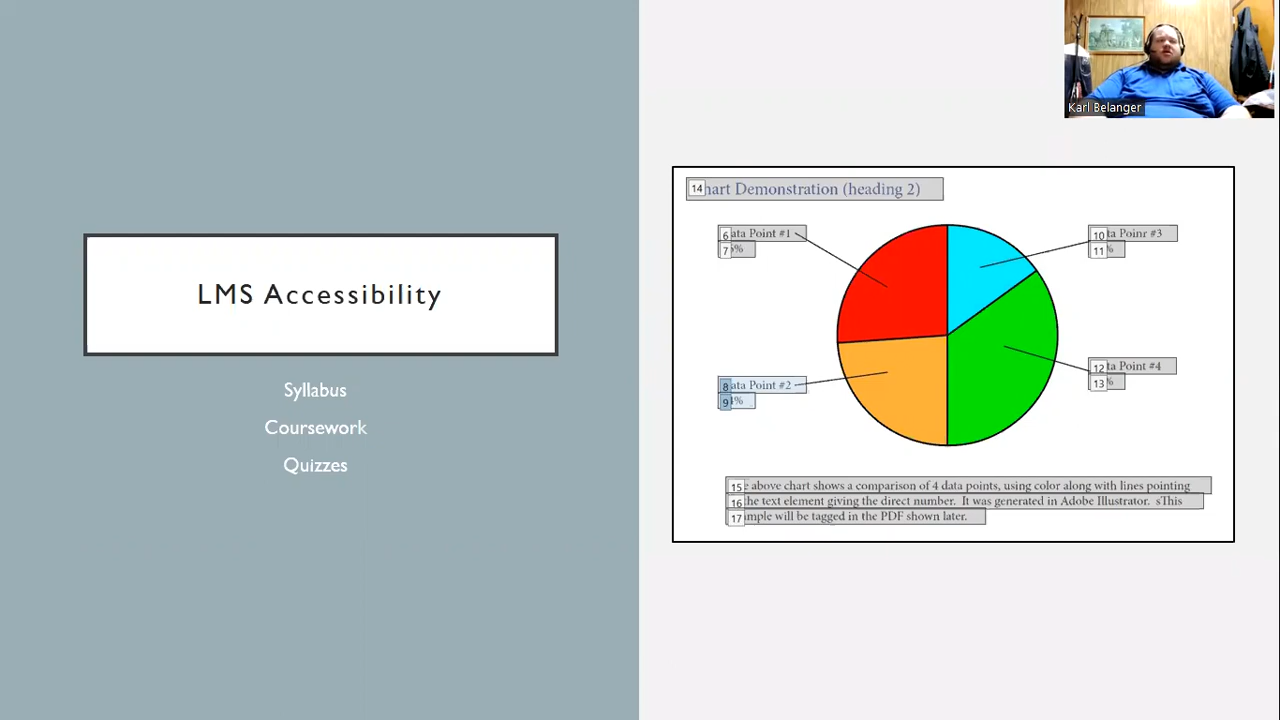 LMS Accessibility
Syllabus
Coursework
Quizzes
Karl Belanger
14 hart Demonstration (heading 2)
6 ata Point #1
7 %
10 ta Poinr #3
11 %
8 ata Point #2
9 %
12 ta Point #4
13 %
15 e above chart shows a comparison of 4 data points, using color along with lines pointing
16 the text element giving the direct number. It was generated in Adobe Illustrator. sThis
17 ample will be tagged in the PDF shown later.